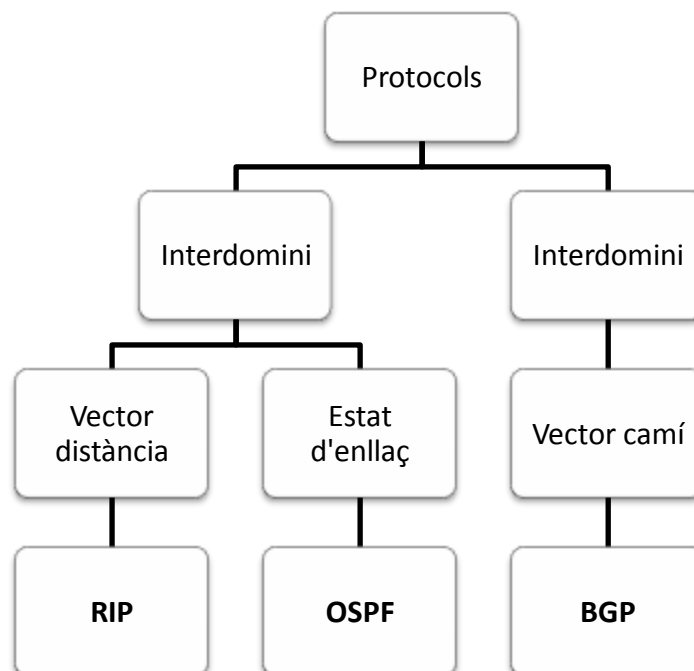 Protocols
Interdomini
Interdomini
Vector
distància
Estat
d'enllaç
Vector camí
RIP
OSPF
BGP